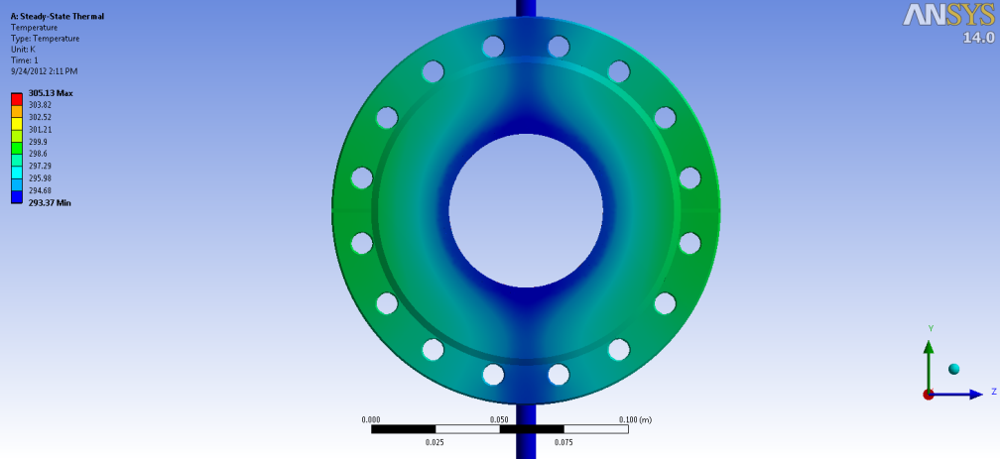 A: Steady-State Thermal
Temperature
Type: Temperature
Unit: K
Time: 1
9/24/2012 2:11 PM
305.13 Max
303.82
302.52
301.21
299.9
298.6
297.29
295.98
294.68
293.37 Min
ANSYS
14.0
Y
Z
0.000
0.050
0.100 (m)
0.025
0.075